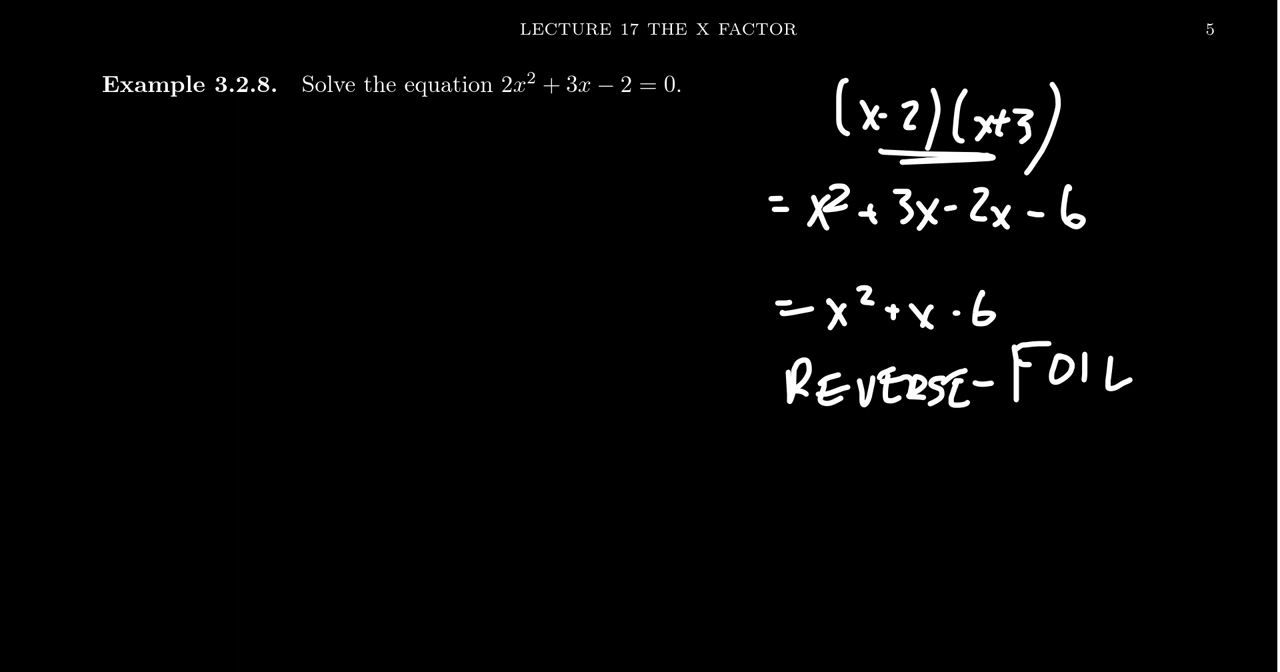 LECTURE 17 THE X FACTOR 5
Example 3.2.8. Solve the equation 2x² + 3x − 2 = 0.
(x-2)(x+3)
= x² + 3x - 2x - 6
= x² + x - 6
REVERSE-FOIL